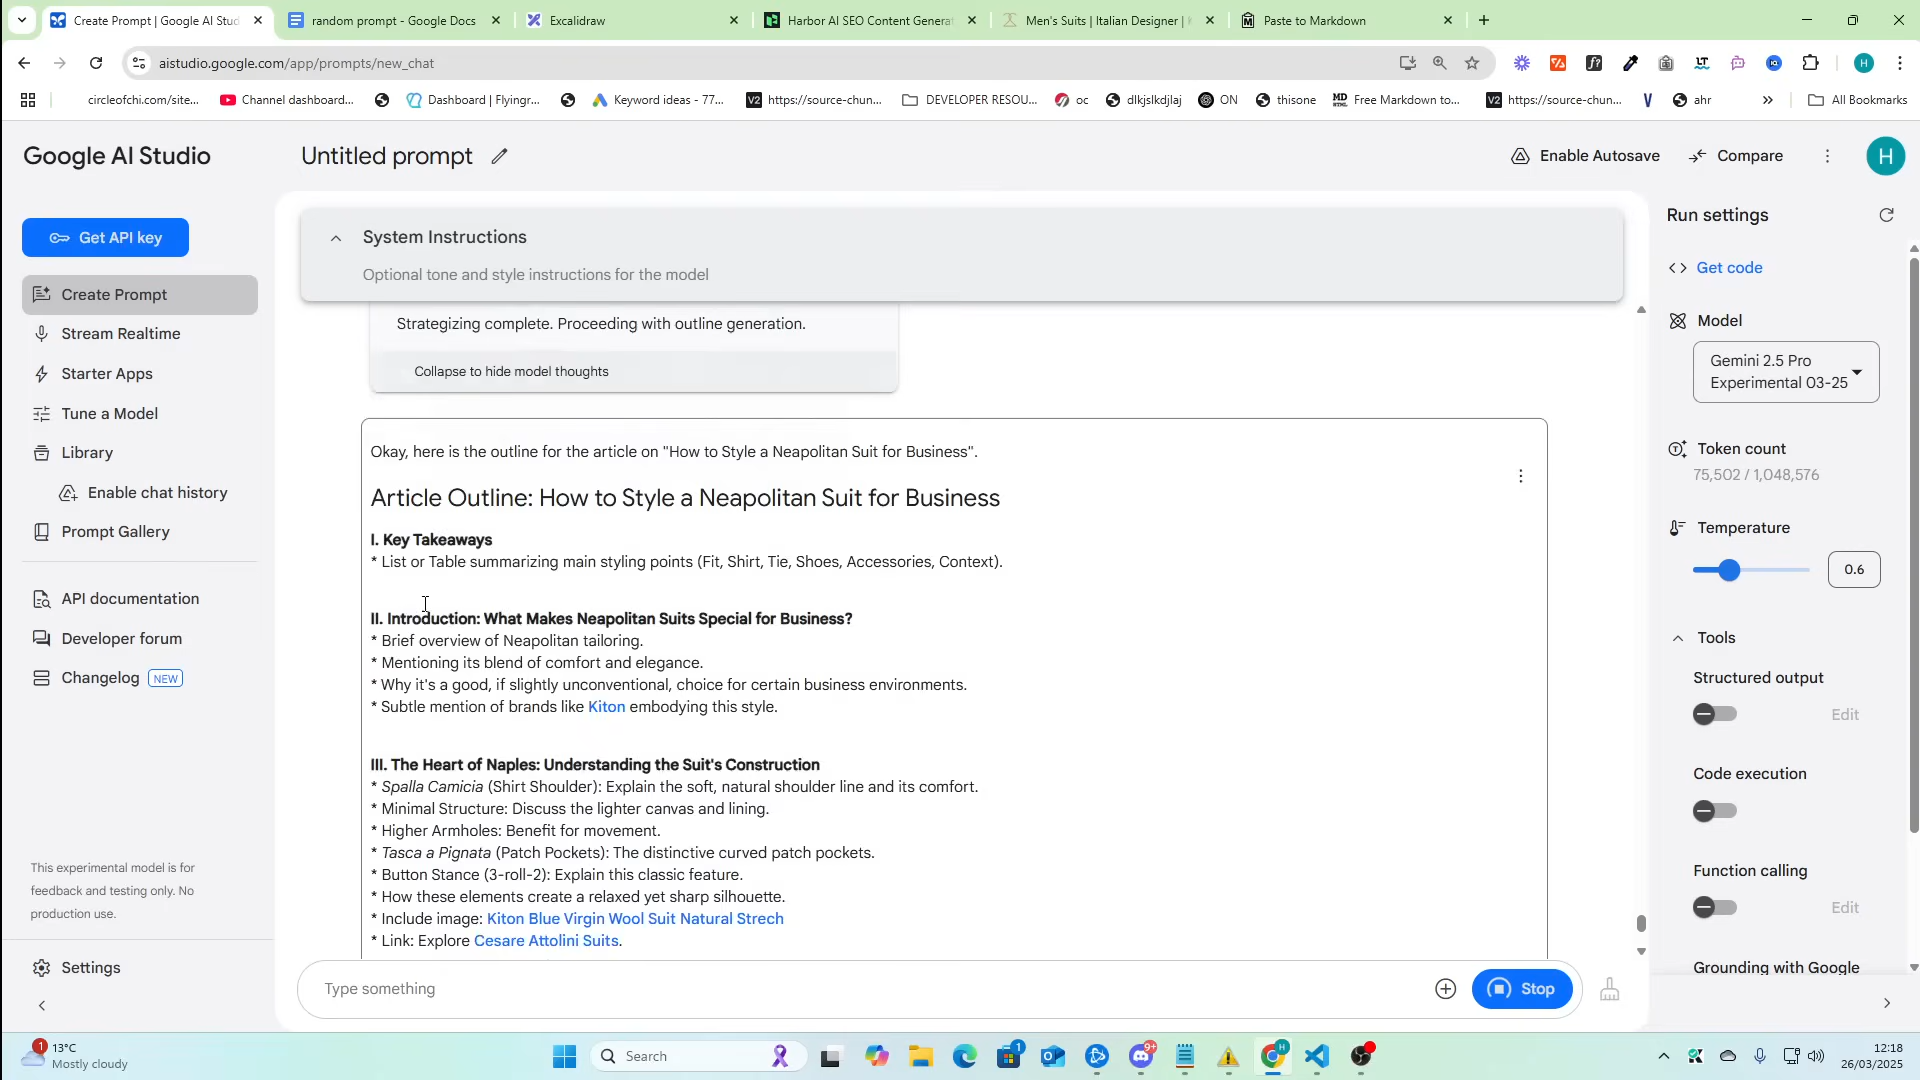 Create Prompt | Google AI Stud
random prompt - Google Docs
Excalidraw
Harbor AI SEO Content Generat
Men's Suits | Italian Designer |
Paste to Markdown
aistudio.google.com/app/prompts/new_chat
circleofchi.com/site...
Channel dashboard...
Dashboard | Flyingr...
Keyword ideas - 77...
https://source-chun...
DEVELOPER RESOU...
oc
dlkjslkdjlaj
ON
thisone
Free Markdown to...
https://source-chun...
ahr
All Bookmarks
Google AI Studio
Untitled prompt
Enable Autosave
Compare
H
Get API key
Create Prompt
Stream Realtime
Starter Apps
Tune a Model
Library
Enable chat history
Prompt Gallery
API documentation
Developer forum
Changelog NEW
This experimental model is for
feedback and testing only. No
production use.
Settings
System Instructions
Optional tone and style instructions for the model
Strategizing complete. Proceeding with outline generation.
Collapse to hide model thoughts
Okay, here is the outline for the article on "How to Style a Neapolitan Suit for Business".
Article Outline: How to Style a Neapolitan Suit for Business
I. Key Takeaways
* List or Table summarizing main styling points (Fit, Shirt, Tie, Shoes, Accessories, Context).
II. Introduction: What Makes Neapolitan Suits Special for Business?
* Brief overview of Neapolitan tailoring.
* Mentioning its blend of comfort and elegance.
* Why it's a good, if slightly unconventional, choice for certain business environments.
* Subtle mention of brands like Kiton embodying this style.
III. The Heart of Naples: Understanding the Suit's Construction
* Spalla Camicia (Shirt Shoulder): Explain the soft, natural shoulder line and its comfort.
* Minimal Structure: Discuss the lighter canvas and lining.
* Higher Armholes: Benefit for movement.
* Tasca a Pignata (Patch Pockets): The distinctive curved patch pockets.
* Button Stance (3-roll-2): Explain this classic feature.
* How these elements create a relaxed yet sharp silhouette.
* Include image: Kiton Blue Virgin Wool Suit Natural Strech
* Link: Explore Cesare Attolini Suits.
Type something
Stop
Run settings
Get code
Model
Gemini 2.5 Pro
Experimental 03-25
Token count
75,502 / 1,048,576
Temperature
0.6
Tools
Structured output
Edit
Code execution
Function calling
Edit
Grounding with Google
1
13°C
Mostly cloudy
Search
12:18
26/03/2025